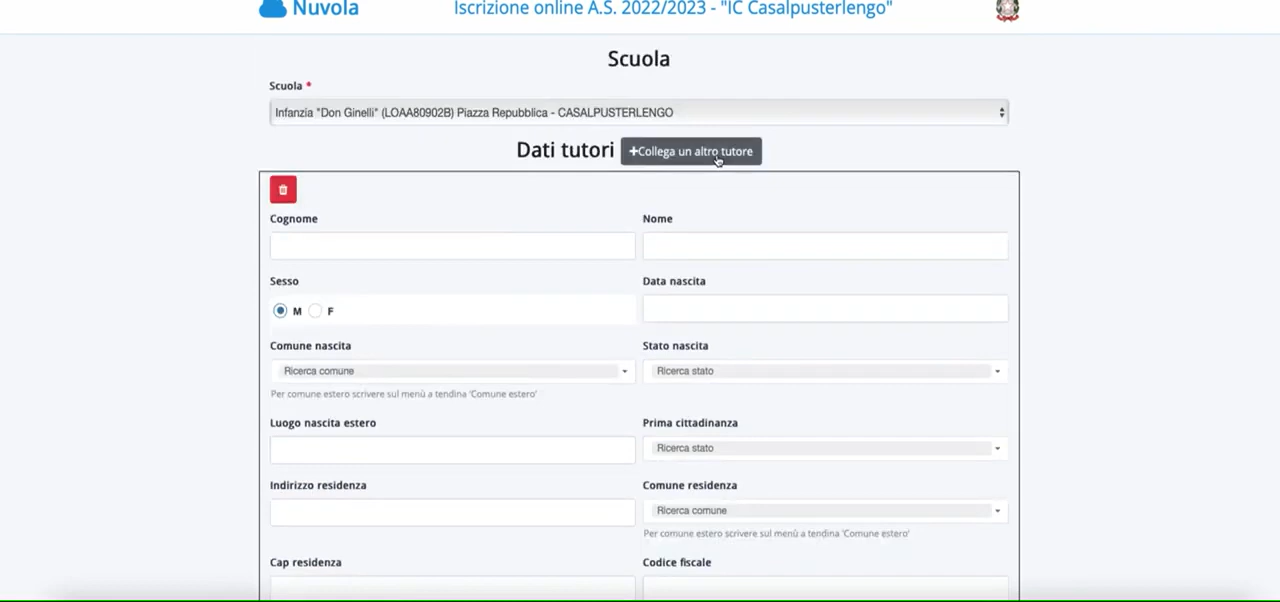 Nuvola
Iscrizione online A.S. 2022/2023 - "IC Casalpusterlengo"
Scuola
Scuola *
Infanzia "Don Ginelli" (LOAA80902B) Piazza Repubblica - CASALPUSTERLENGO
Dati tutori
+Collega un altro tutore
Cognome
Nome
Sesso
Data nascita
M
F
Comune nascita
Stato nascita
Ricerca comune
Ricerca stato
Per comune estero scrivere sul menù a tendina 'Comune estero'
Luogo nascita estero
Prima cittadinanza
Ricerca stato
Indirizzo residenza
Comune residenza
Ricerca comune
Per comune estero scrivere sul menù a tendina 'Comune estero'
Cap residenza
Codice fiscale